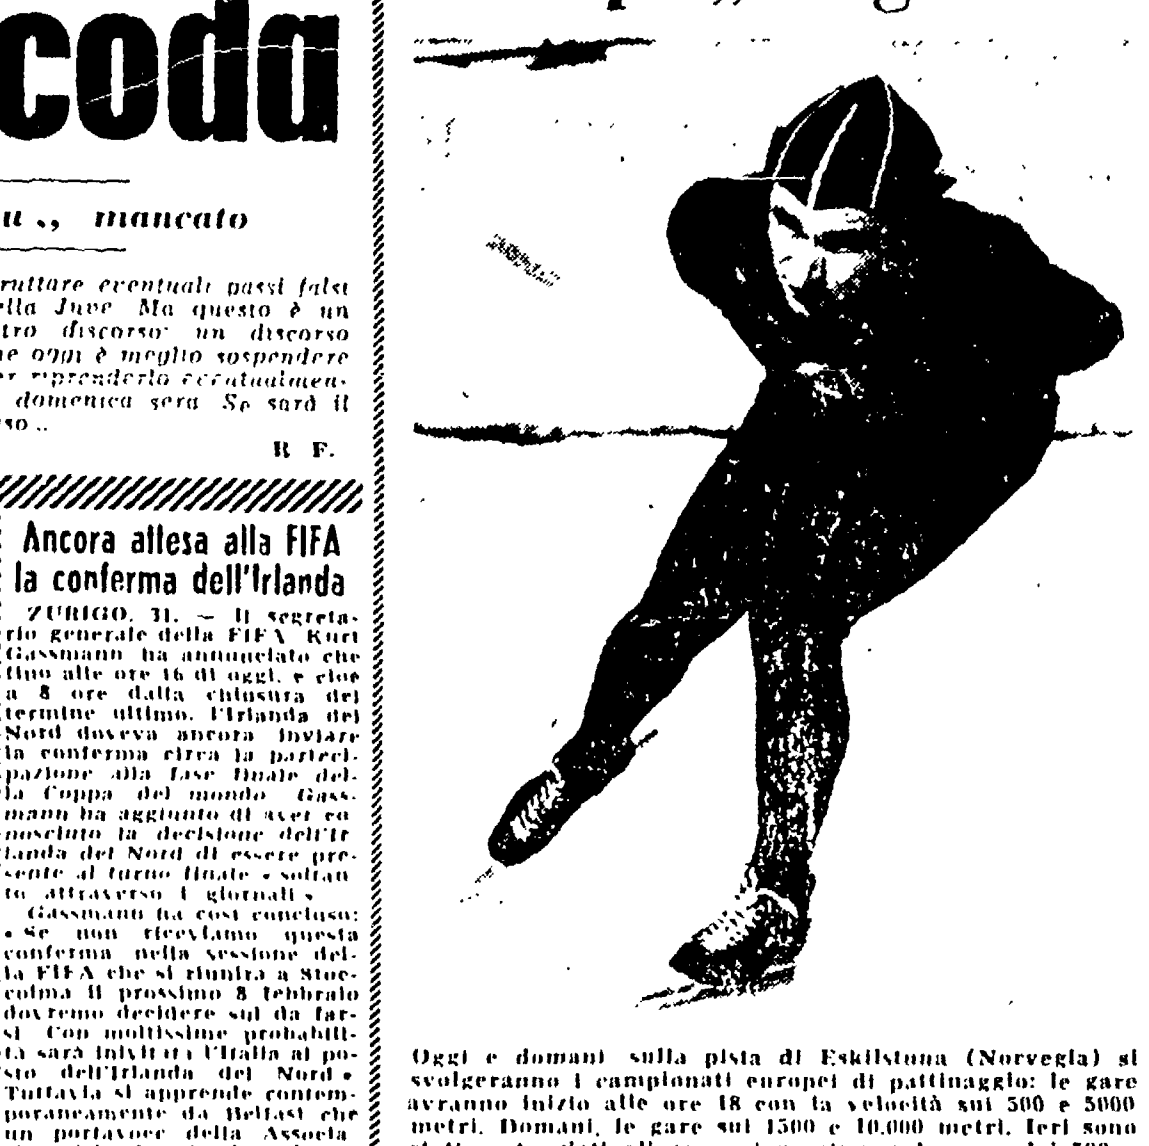 coda
mancato
eventuali passi falsi
Juve Ma questo è un
discorso: un discorso
oggi è meglio sospendere
riprenderlo eventualmen-
domenica sera Se sarà il
R F.
Ancora attesa alla FIFA
la conferma dell'Irlanda
ZURIGO, 31. — Il segreta-
rio generale della FIFA Kurt
Gassmann ha annunciato che
fino alle ore 16 di oggi, e cioè
a 8 ore dalla chiusura del
termine ultimo, l'Irlanda del
Nord doveva ancora inviare
la conferma circa la parteci-
pazione alla fase finale del-
la Coppa del mondo. Gass-
mann ha aggiunto di aver co
nosciuto la decisione dell'Ir
landa del Nord di essere pre-
sente al turno finale « soltan
to attraverso i giornali »
Gassmann ha così concluso:
« Se non riceviamo questa
conferma nella sessione del-
la FIFA che si riunirà a Stoc-
colma il prossimo 8 febbraio
dovremo decidere sul da far-
si Con moltissime probabili-
tà sarà l'Italia al po-
sto dell'Irlanda del Nord »
Tuttavia si apprende contem-
poraneamente da Belfast che
un portavoce della Associa
Oggi e domani sulla pista di Eskilstuna (Norvegia) si
svolgeranno i campionati europei di pattinaggio: le gare
avranno inizio alle ore 18 con la velocità sui 500 e 5000
metri. Domani, le gare sui 1500 e 10.000 metri. Ieri sono